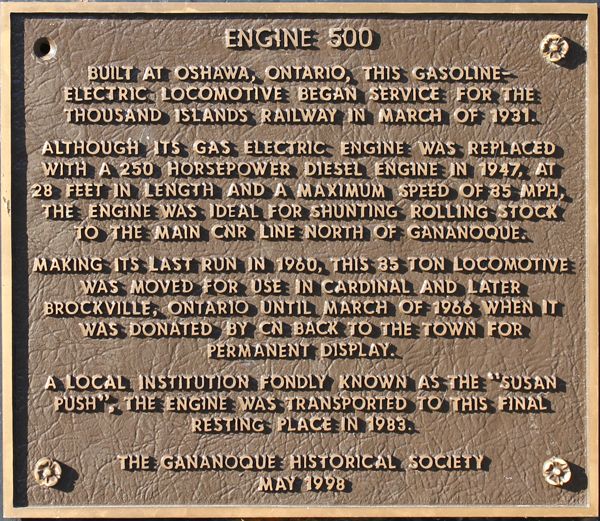 ENGINE 500
BUILT AT OSHAWA, ONTARIO, THIS GASOLINE-
ELECTRIC LOCOMOTIVE BEGAN SERVICE FOR THE
THOUSAND ISLANDS RAILWAY IN MARCH OF 1931.
ALTHOUGH ITS GAS ELECTRIC ENGINE WAS REPLACED
WITH A 250 HORSEPOWER DIESEL ENGINE IN 1947, AT
28 FEET IN LENGTH AND A MAXIMUM SPEED OF 35 MPH,
THE ENGINE WAS IDEAL FOR SHUNTING ROLLING STOCK
TO THE MAIN CNR LINE NORTH OF GANANOQUE.
MAKING ITS LAST RUN IN 1960, THIS 35 TON LOCOMOTIVE
WAS MOVED FOR USE IN CARDINAL AND LATER
BROCKVILLE, ONTARIO UNTIL MARCH OF 1966 WHEN IT
WAS DONATED BY CN BACK TO THE TOWN FOR
PERMANENT DISPLAY.
A LOCAL INSTITUTION FONDLY KNOWN AS THE "SUSAN
PUSH", THE ENGINE WAS TRANSPORTED TO THIS FINAL
RESTING PLACE IN 1983.
THE GANANOQUE HISTORICAL SOCIETY
MAY 1998